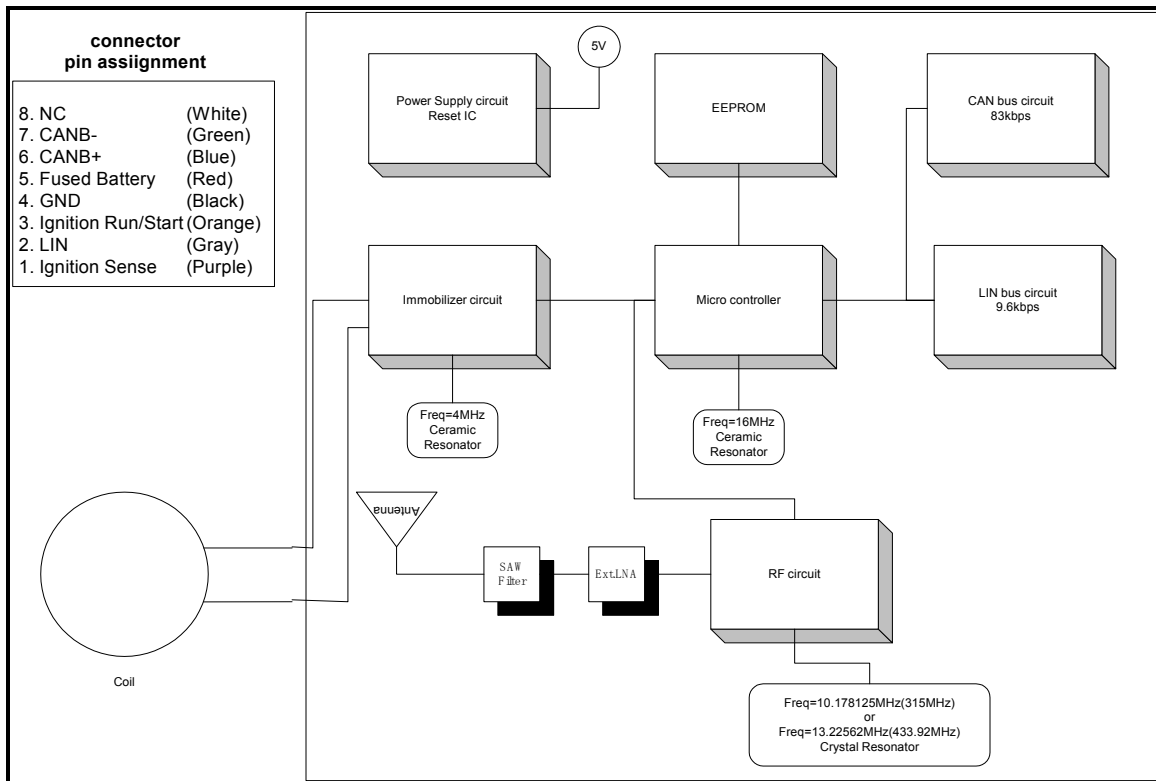 connector
pin assiignment
8. NC (White)
7. CANB- (Green)
6. CANB+ (Blue)
5. Fused Battery (Red)
4. GND (Black)
3. Ignition Run/Start (Orange)
2. LIN (Gray)
1. Ignition Sense (Purple)
5V
Power Supply circuit
Reset IC
EEPROM
CAN bus circuit
83kbps
Immobilizer circuit
Micro controller
LIN bus circuit
9.6kbps
Freq=4MHz
Ceramic
Resonator
Freq=16MHz
Ceramic
Resonator
Antenna
SAW
Filter
Ext.LNA
RF circuit
Coil
Freq=10.178125MHz(315MHz)
or
Freq=13.22562MHz(433.92MHz)
Crystal Resonator